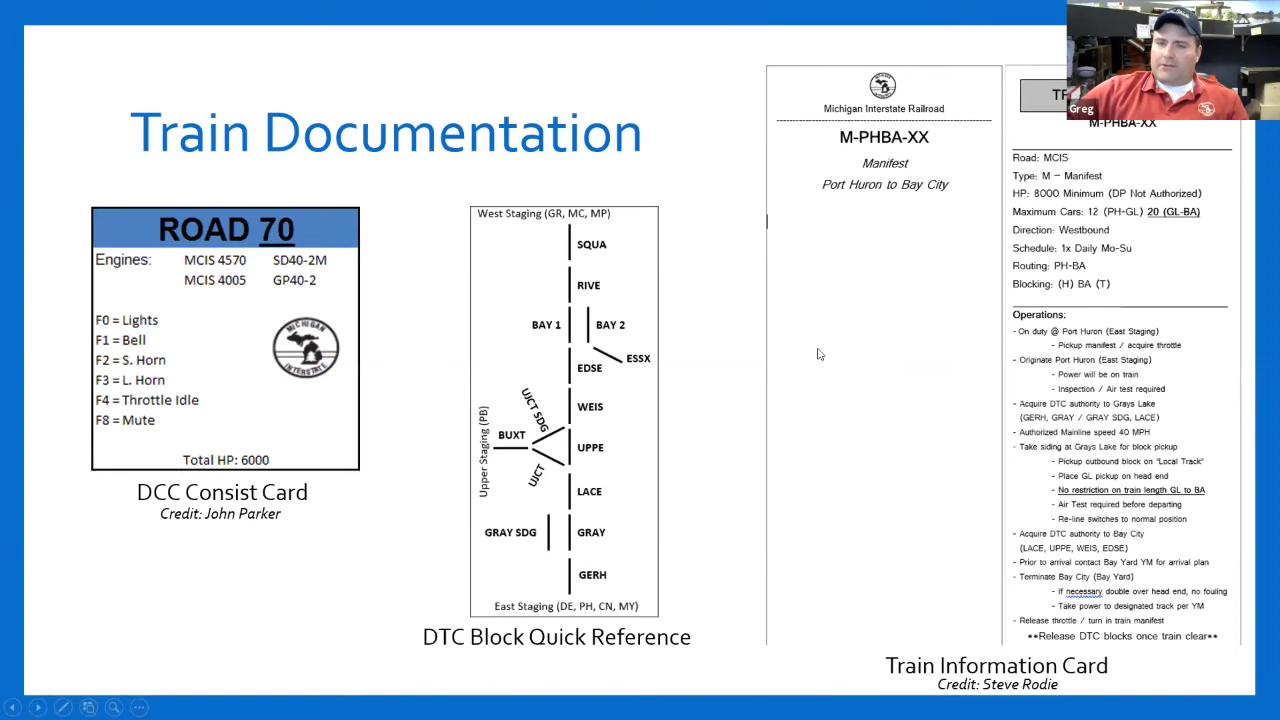 Train Documentation
ROAD 70
Engines: MCIS 4570 SD40-2M
MCIS 4005 GP40-2
F0 = Lights
F1 = Bell
F2 = S. Horn
F3 = L. Horn
F4 = Throttle Idle
F8 = Mute
MICHIGAN
INTERSTATE
Total HP: 6000
DCC Consist Card
Credit: John Parker
West Staging (GR, MC, MP)
SQUA
RIVE
BAY 1
BAY 2
ESSX
EDSE
UJCT SDG
WEIS
BUXT
UPPE
Upper Staging (PB)
UJCT
LACE
GRAY SDG
GRAY
GERH
East Staging (DE, PH, CN, MY)
DTC Block Quick Reference
Michigan Interstate Railroad
M-PHBA-XX
Manifest
Port Huron to Bay City
Greg
M-PHBA-XX
Road: MCIS
Type: M – Manifest
HP: 8000 Minimum (DP Not Authorized)
Maximum Cars: 12 (PH-GL) 20 (GL-BA)
Direction: Westbound
Schedule: 1x Daily Mo-Su
Routing: PH-BA
Blocking: (H) BA (T)
Operations:
- On duty @ Port Huron (East Staging)
- Pickup manifest / acquire throttle
- Originate Port Huron (East Staging)
- Power will be on train
- Inspection / Air test required
- Acquire DTC authority to Grays Lake
(GERH, GRAY / GRAY SDG, LACE)
- Authorized Mainline speed 40 MPH
- Take siding at Grays Lake for block pickup
- Pickup outbound block on "Local Track"
- Place GL pickup on head end
- No restriction on train length GL to BA
- Air Test required before departing
- Re-line switches to normal position
- Acquire DTC authority to Bay City
(LACE, UPPE, WEIS, EDSE)
- Prior to arrival contact Bay Yard YM for arrival plan
- Terminate Bay City (Bay Yard)
- If necessary double over head end, no fouling
- Take power to designated track per YM
- Release throttle / turn in train manifest
**Release DTC blocks once train clear**
Train Information Card
Credit: Steve Rodie